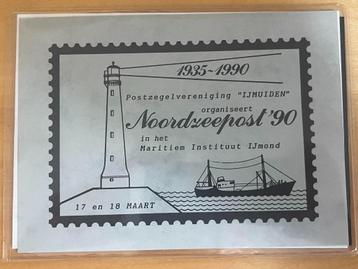 1935-1990
Postzegelvereniging "IJMUIDEN"
organiseert
Noordzeepost '90
in het
Maritiem Instituut IJmond
17 en 18 MAART